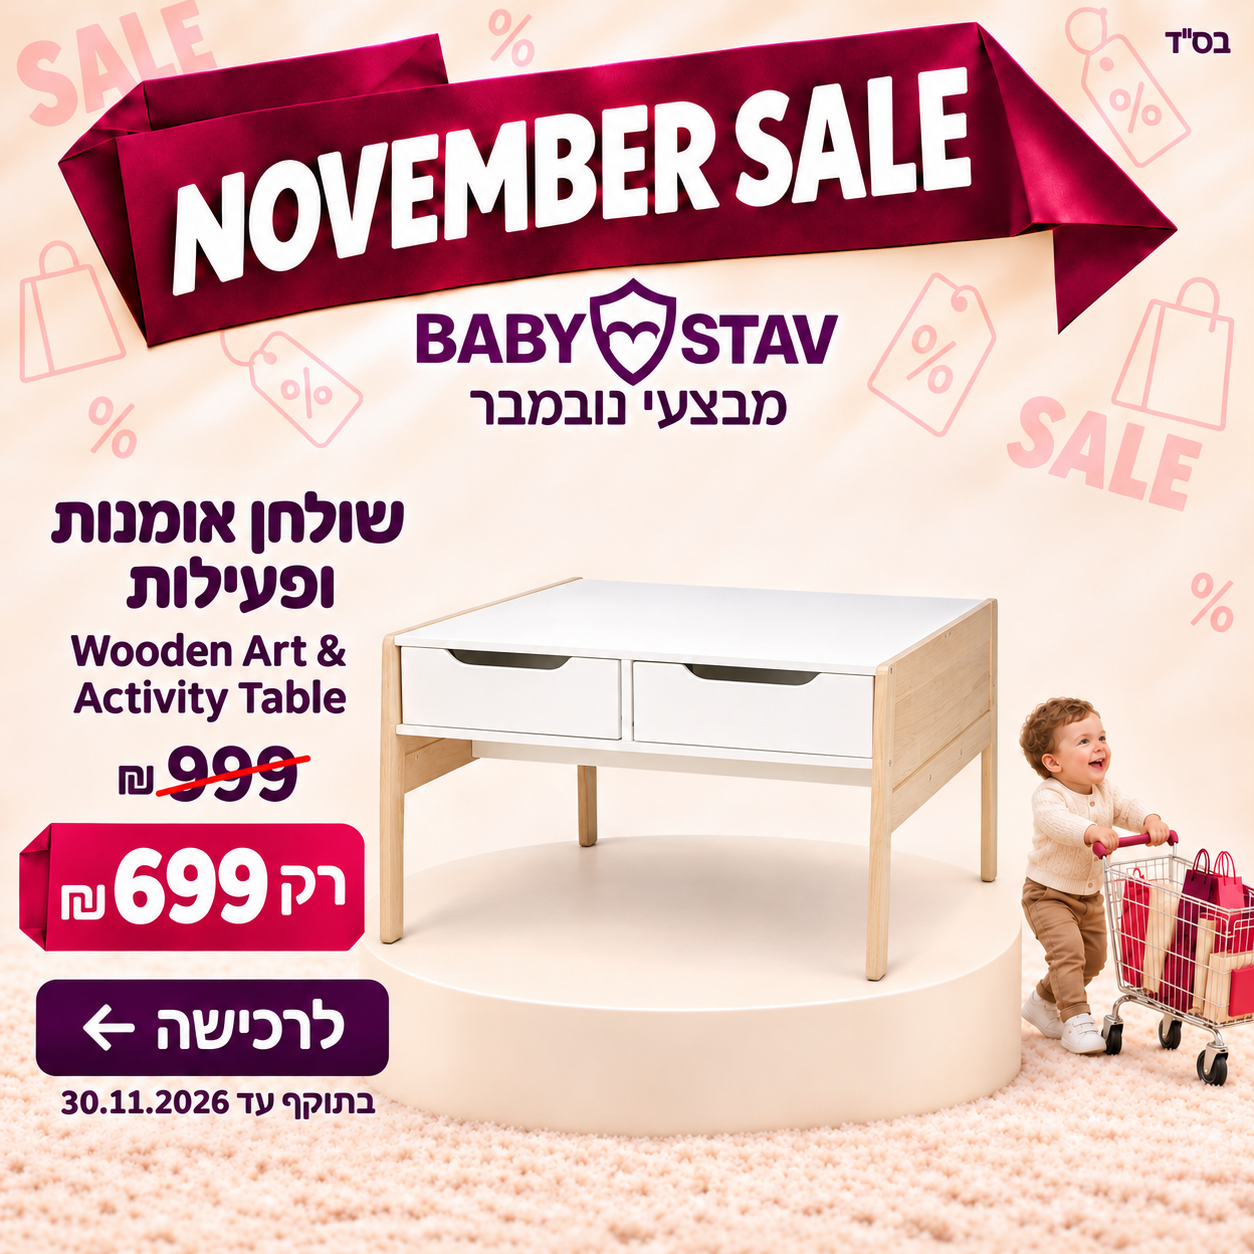 בס"ד
SALE
%
%
NOVEMBER SALE
BABY STAV
מבצעי נובמבר
%
%
%
SALE
%
שולחן אומנות
ופעילות
Wooden Art &
Activity Table
999 ₪
רק 699 ₪
לרכישה ←
בתוקף עד 30.11.2026